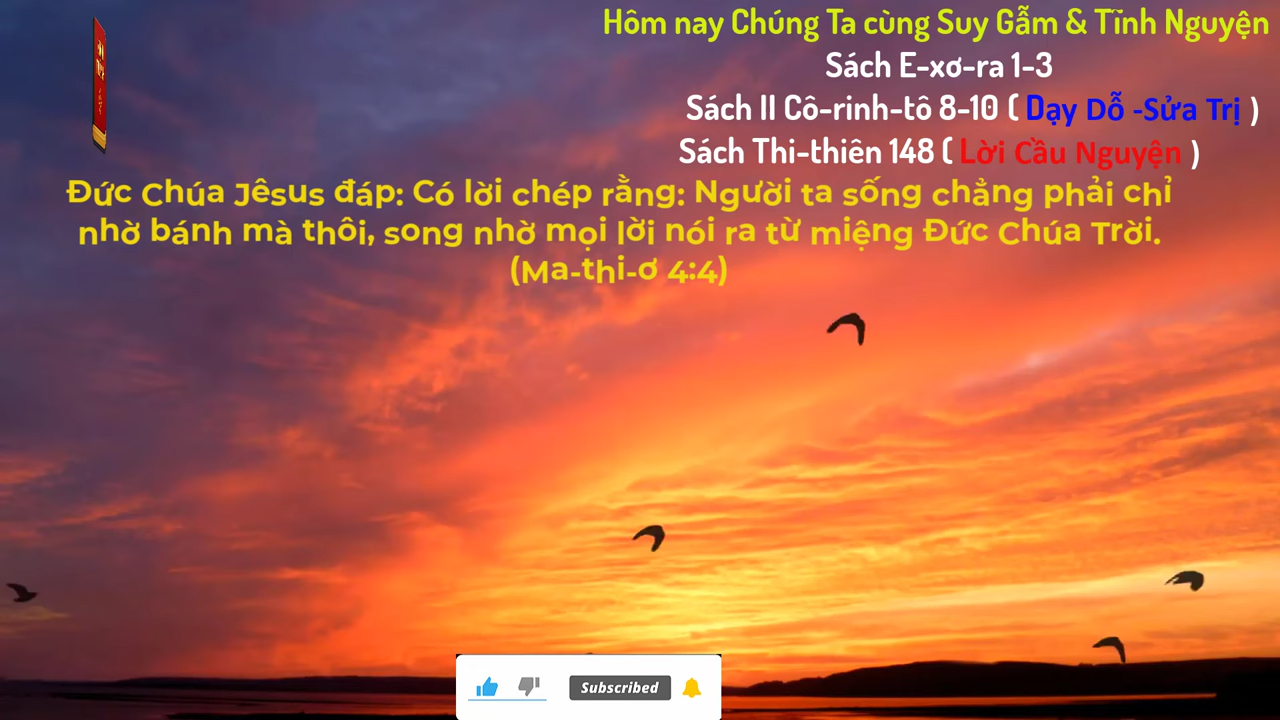 Hôm nay Chúng Ta cùng Suy Gẫm & Tĩnh Nguyện
Sách E-xơ-ra 1-3
Sách II Cô-rinh-tô 8-10 ( Dạy Dỗ -Sửa Trị )
Sách Thi-thiên 148 ( Lời Cầu Nguyện )
Đức Chúa Jêsus đáp: Có lời chép rằng: Người ta sống chẳng phải chỉ
nhờ bánh mà thôi, song nhờ mọi lời nói ra từ miệng Đức Chúa Trời.
(Ma-thi-ơ 4:4)
Subscribed